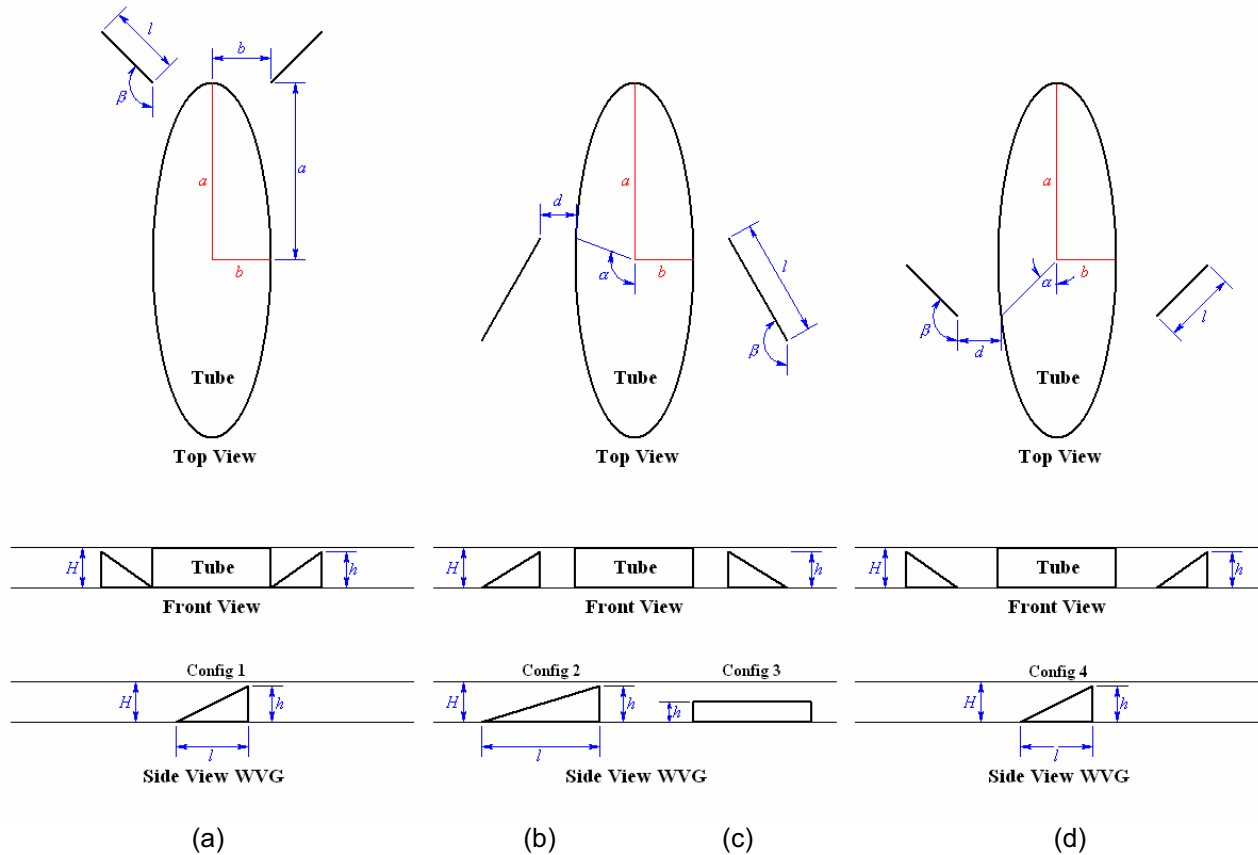 l
b
β
a
a
b
Tube
Top View
a
d
α
b
l
β
Tube
Top View
a
b
α
β
d
l
Tube
Top View
H
Tube
h
Front View
H
Tube
h
Front View
H
Tube
h
Front View
Config 1
H
h
l
Side View WVG
Config 2
Config 3
H
h
h
l
Side View WVG
Config 4
H
h
l
Side View WVG
(a)
(b)
(c)
(d)